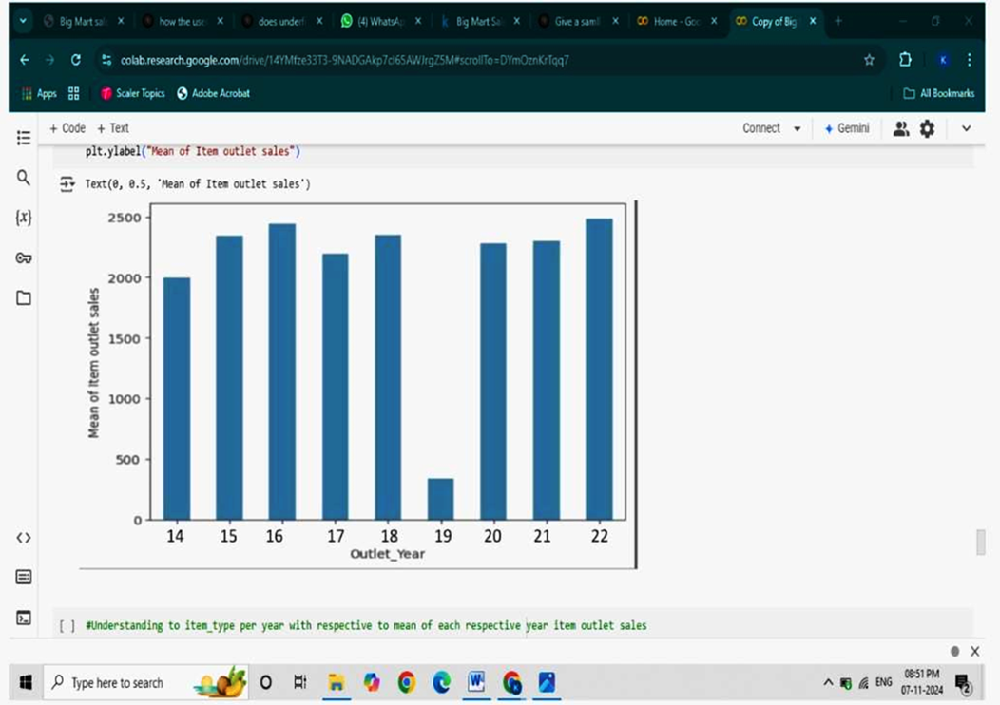 Big Mart sal
how the use
does underf
(4) WhatsAp
Big Mart Sa
Give a samll
Home - Goo
Copy of Big
colab.research.google.com/drive/14YMfze33T3-9NADGAkp7cl65AWJrgZ5M#scrollTo=DYmOznKrTqq7
Apps
Scaler Topics
Adobe Acrobat
All Bookmarks
+ Code + Text
Connect
Gemini
plt.ylabel("Mean of Item outlet sales")
Text(0, 0.5, 'Mean of Item outlet sales')
2500
2000
1500
1000
500
0
Mean of Item outlet sales
14 15 16 17 18 19 20 21 22
Outlet_Year
[ ] #Understanding to item_type per year with respective to mean of each respective year item outlet sales
Type here to search
ENG
08:51 PM
07-11-2024
2